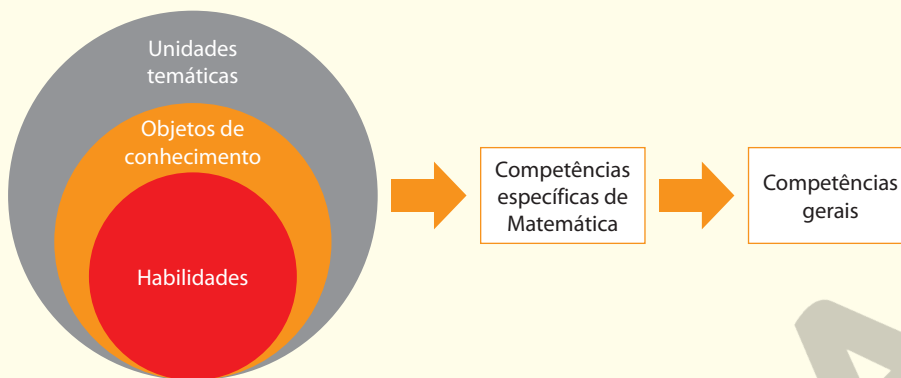 Unidades
temáticas
Objetos de
conhecimento
Habilidades
Competências
específicas de
Matemática
Competências
gerais